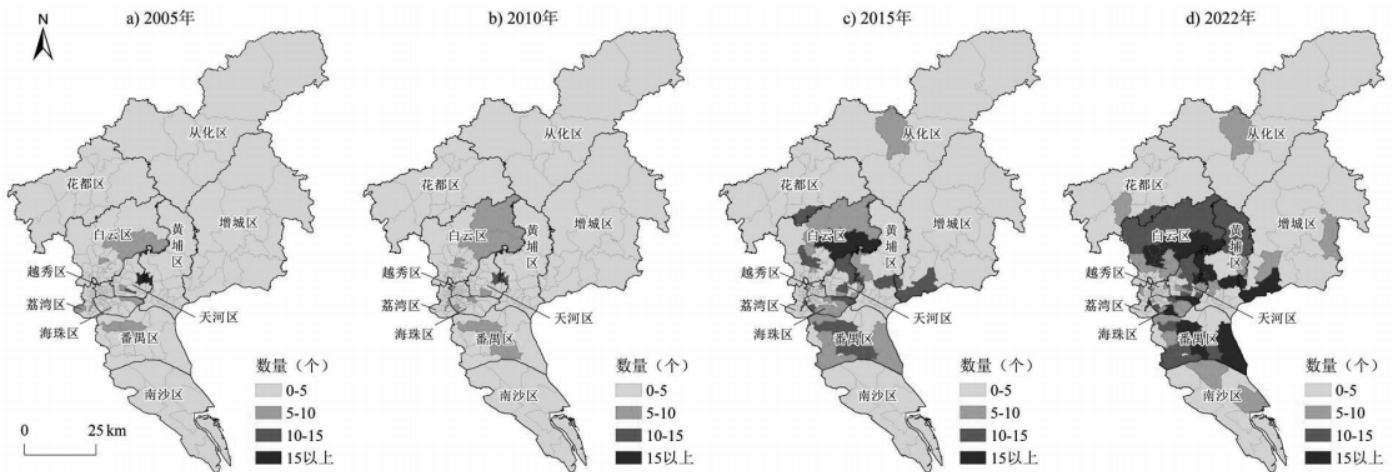 N
a) 2005年
从化区
花都区
增城区
白云区
黄埔区
越秀区
荔湾区
天河区
海珠区
番禺区
南沙区
数量（个）
0-5
5-10
10-15
15以上
0 25 km
b) 2010年
从化区
花都区
增城区
白云区
黄埔区
越秀区
荔湾区
天河区
海珠区
番禺区
南沙区
数量（个）
0-5
5-10
10-15
15以上
c) 2015年
从化区
花都区
增城区
白云区
黄埔区
越秀区
荔湾区
天河区
海珠区
番禺区
南沙区
数量（个）
0-5
5-10
10-15
15以上
d) 2022年
从化区
花都区
增城区
白云区
黄埔区
越秀区
荔湾区
天河区
海珠区
番禺区
南沙区
数量（个）
0-5
5-10
10-15
15以上